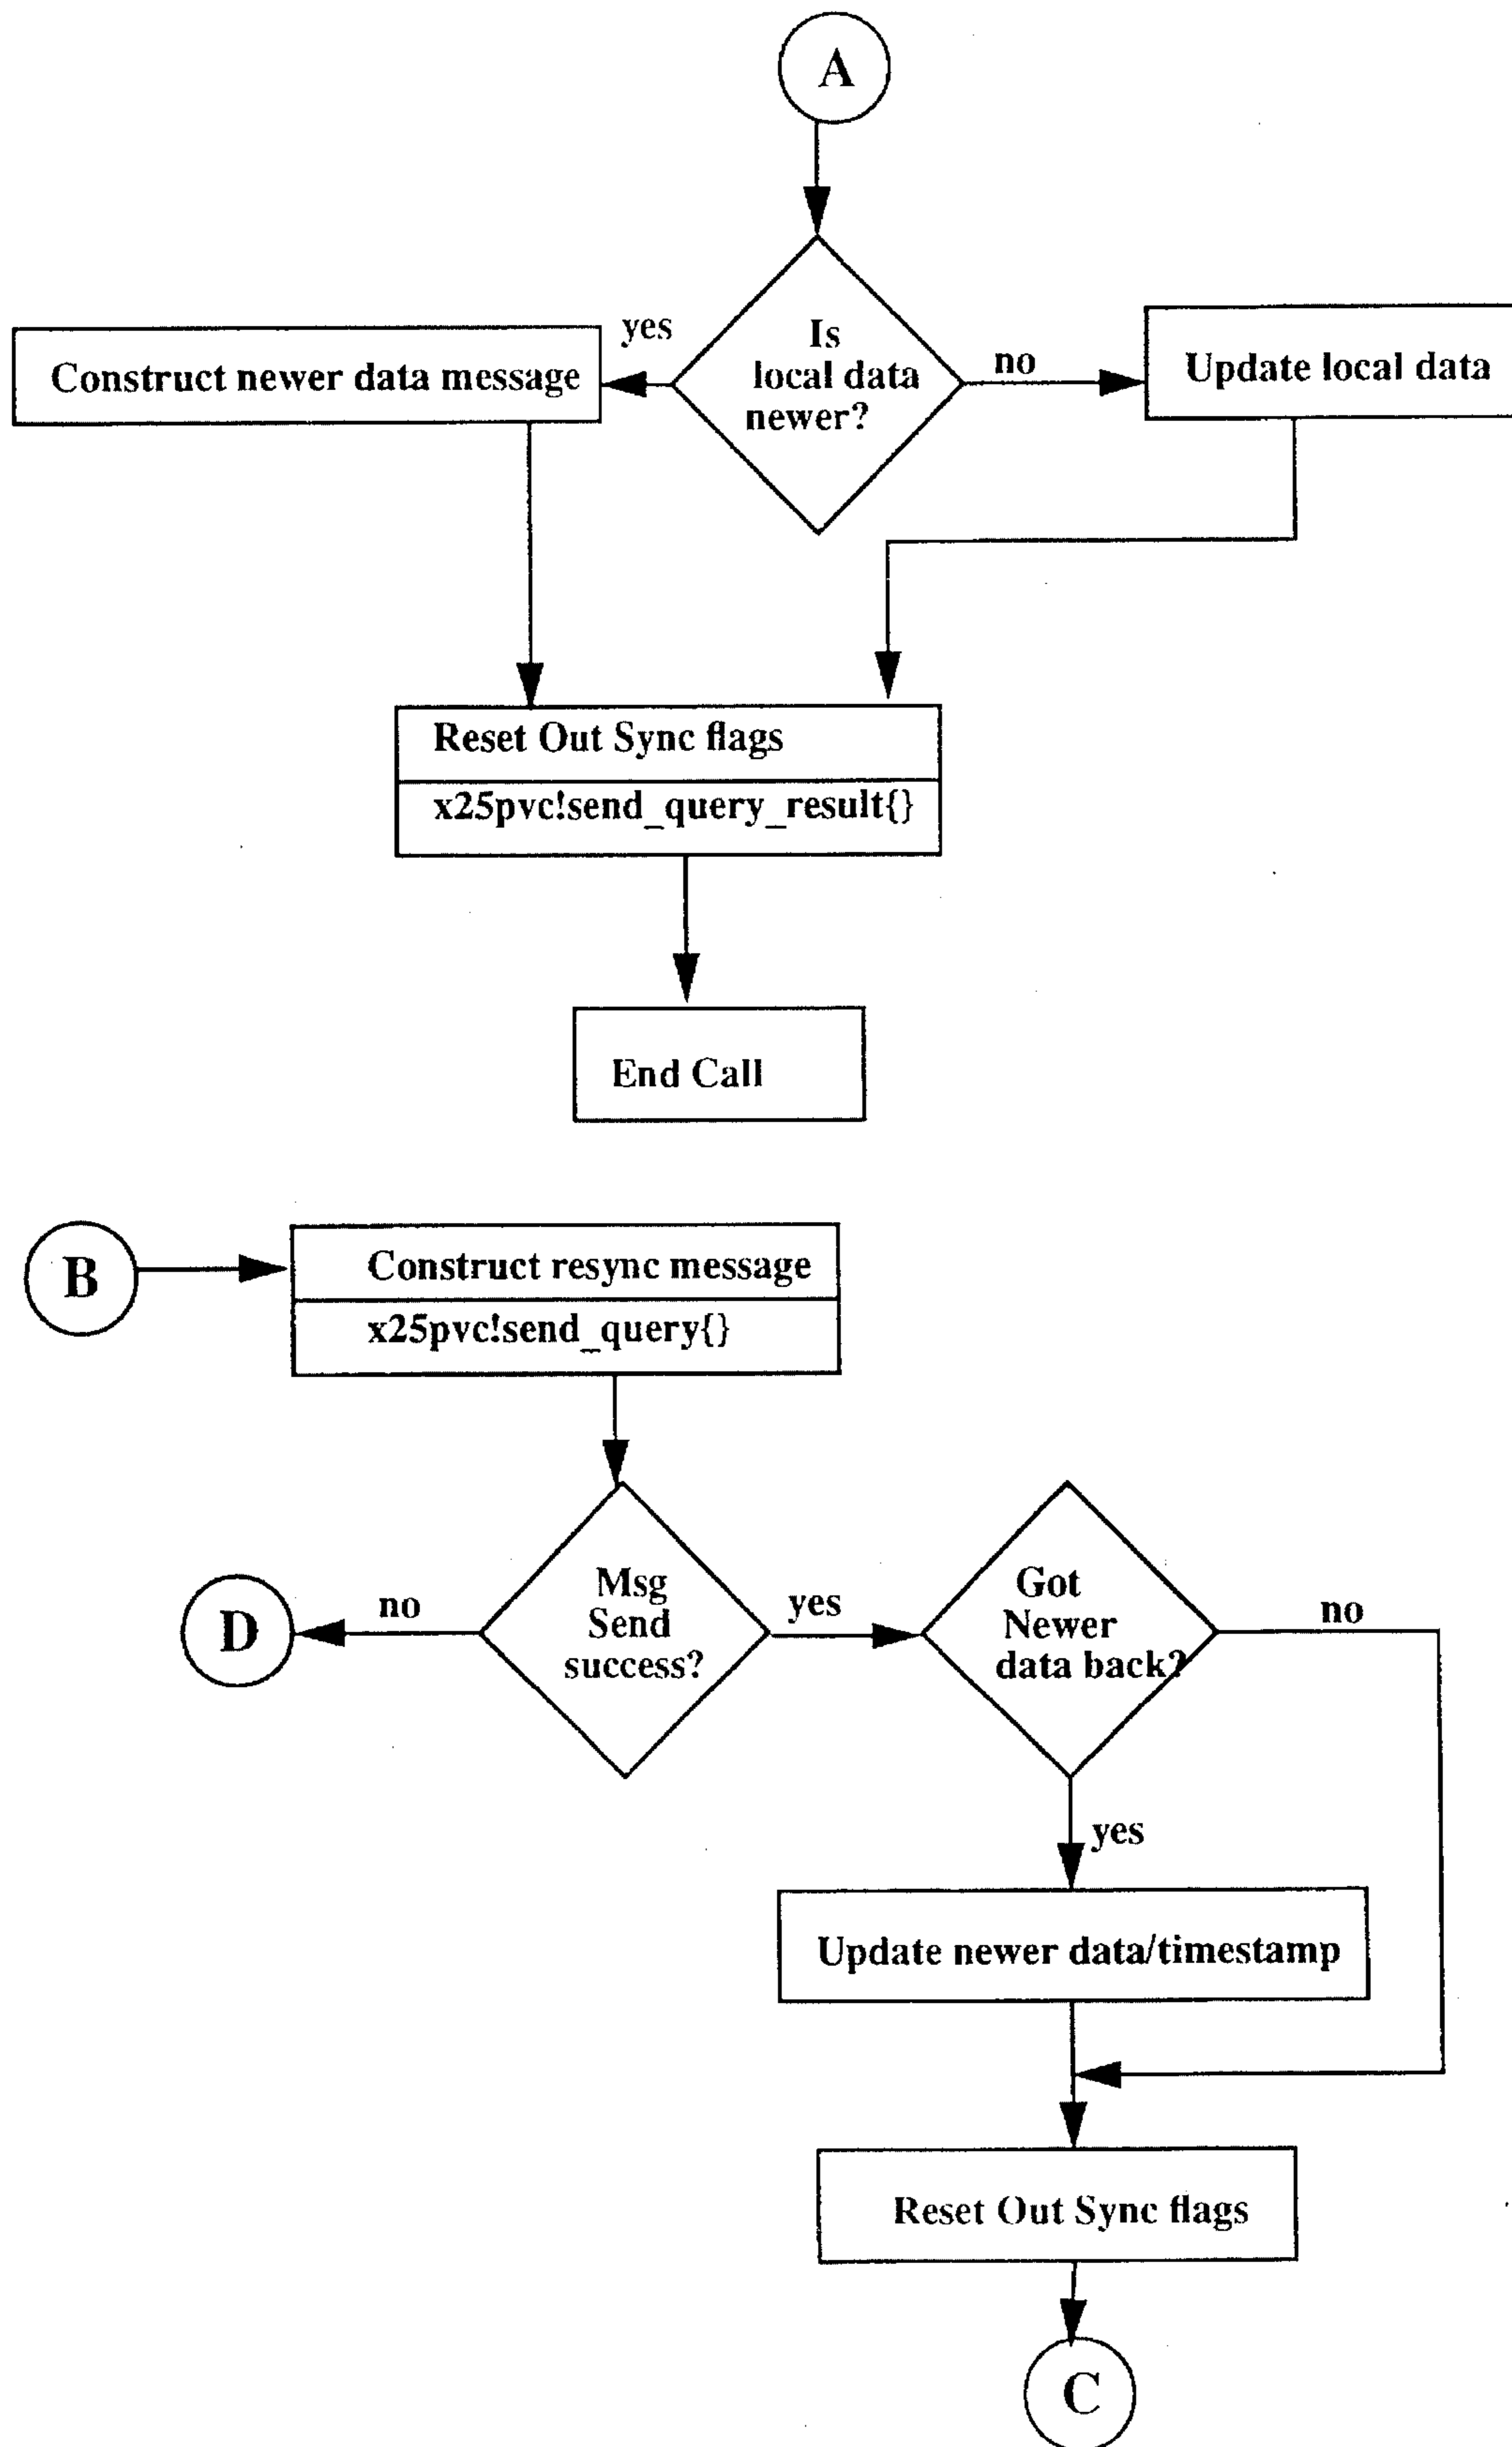 A
Is
local data
newer?
yes
no
Construct newer data message
Update local data
Reset Out Sync flags
x25pvc!send_query_result{}
End Call
B
Construct resync message
x25pvc!send_query{}
Msg
Send
success?
no
D
yes
Got
Newer
data back?
no
yes
Update newer data/timestamp
Reset Out Sync flags
C